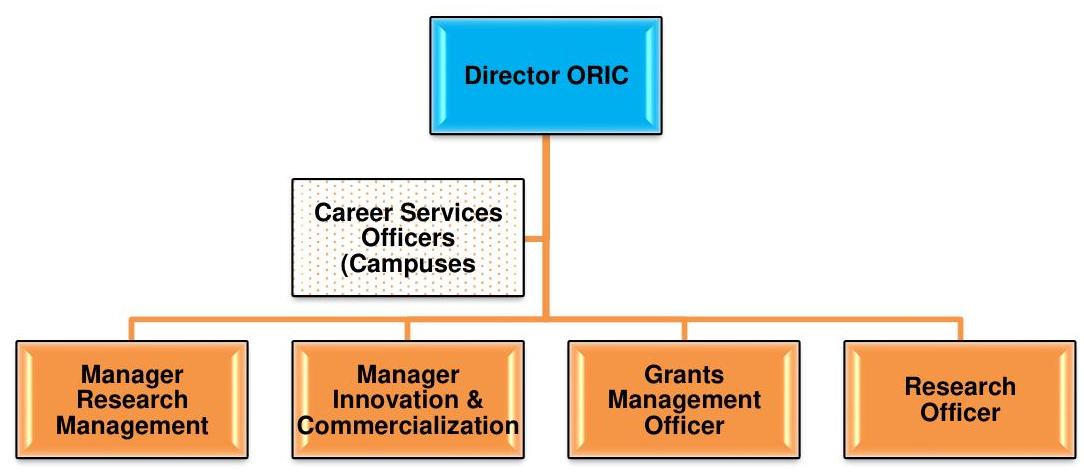 Director ORIC
Career Services
Officers
(Campuses
Manager
Research
Management
Manager
Innovation &
Commercialization
Grants
Management
Officer
Research
Officer